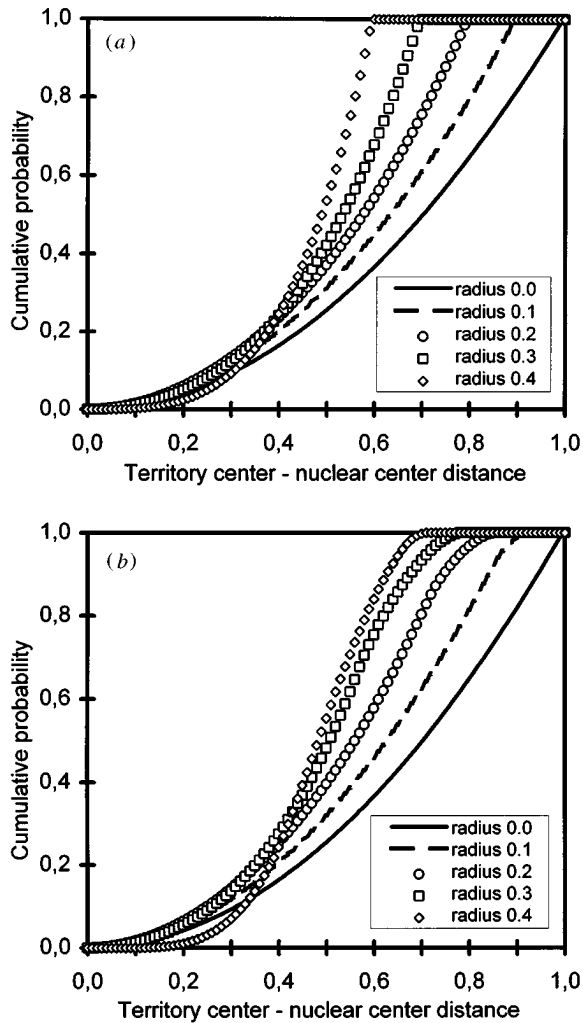 (a)
Cumulative probability
1,0
0,8
0,6
0,4
0,2
0,0
radius 0.0
radius 0.1
radius 0.2
radius 0.3
radius 0.4
0,0 0,2 0,4 0,6 0,8 1,0
Territory center - nuclear center distance
(b)
Cumulative probability
1,0
0,8
0,6
0,4
0,2
0,0
radius 0.0
radius 0.1
radius 0.2
radius 0.3
radius 0.4
0,0 0,2 0,4 0,6 0,8 1,0
Territory center - nuclear center distance